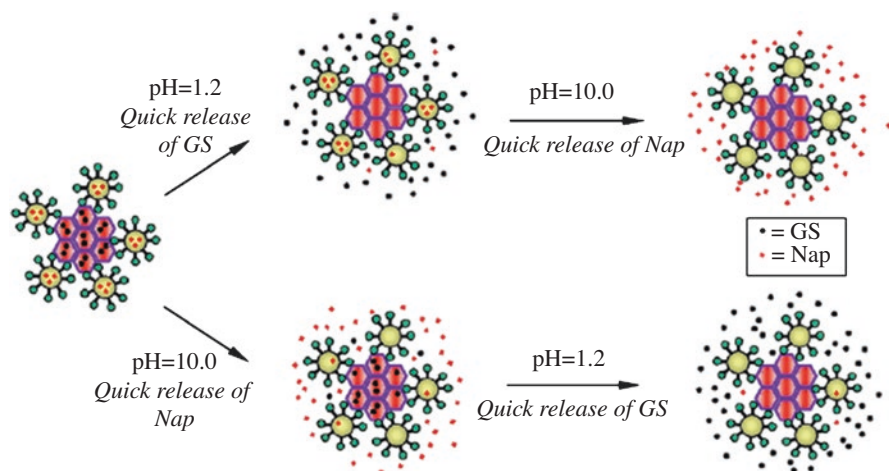 pH=1.2
Quick release
of GS
pH=10.0
Quick release of Nap
= GS
= Nap
pH=10.0
Quick release of
Nap
pH=1.2
Quick release of GS